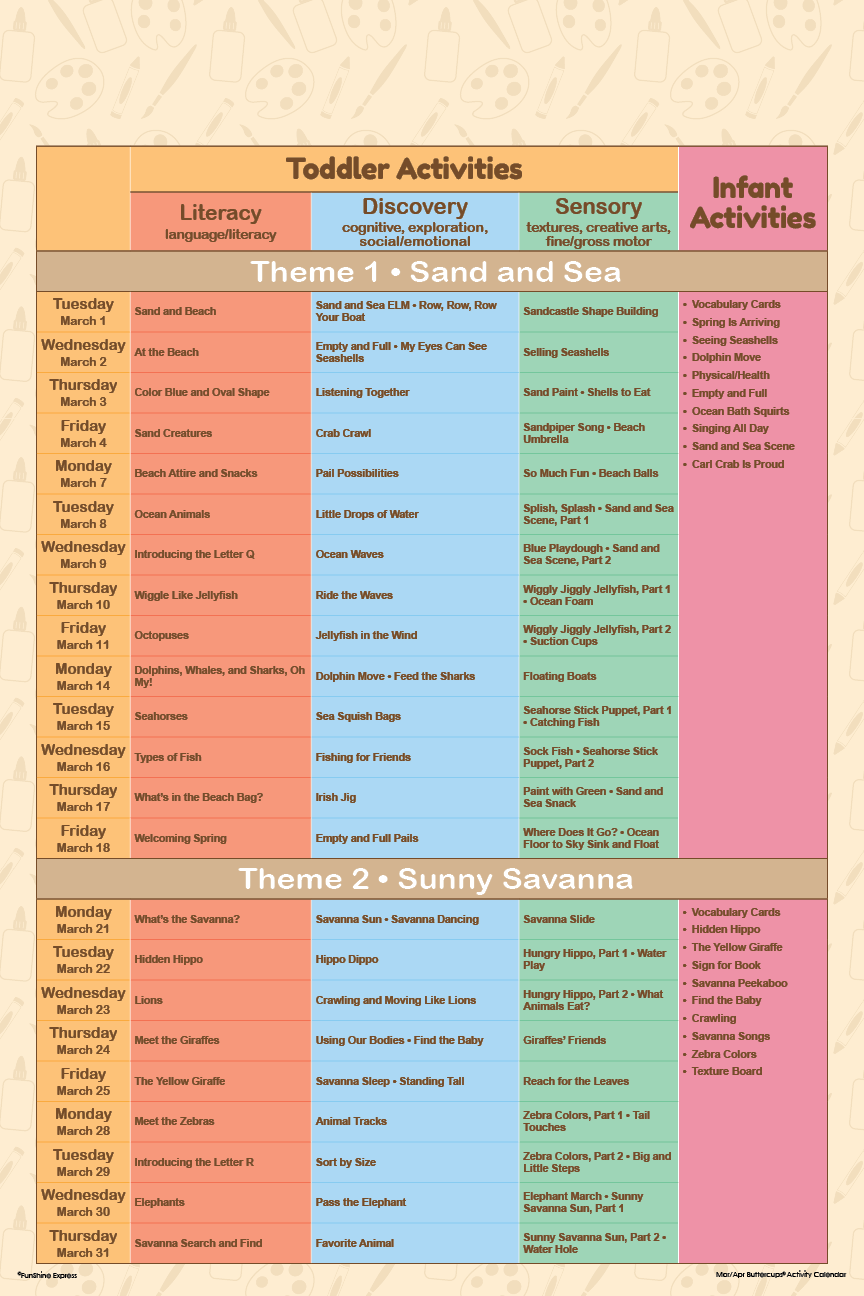 Toddler Activities
Infant
Activities
Literacy
language/literacy
Discovery
cognitive, exploration,
social/emotional
Sensory
textures, creative arts,
fine/gross motor
Theme 1 • Sand and Sea
Tuesday
March 1
Sand and Beach
Sand and Sea ELM • Row, Row, Row
Your Boat
Sandcastle Shape Building
Wednesday
March 2
At the Beach
Empty and Full • My Eyes Can See
Seashells
Selling Seashells
Thursday
March 3
Color Blue and Oval Shape
Listening Together
Sand Paint • Shells to Eat
Friday
March 4
Sand Creatures
Crab Crawl
Sandpiper Song • Beach
Umbrella
Monday
March 7
Beach Attire and Snacks
Pail Possibilities
So Much Fun • Beach Balls
Tuesday
March 8
Ocean Animals
Little Drops of Water
Splish, Splash • Sand and Sea
Scene, Part 1
Wednesday
March 9
Introducing the Letter Q
Ocean Waves
Blue Playdough • Sand and
Sea Scene, Part 2
Thursday
March 10
Wiggle Like Jellyfish
Ride the Waves
Wiggly Jiggly Jellyfish, Part 1
• Ocean Foam
Friday
March 11
Octopuses
Jellyfish in the Wind
Wiggly Jiggly Jellyfish, Part 2
• Suction Cups
Monday
March 14
Dolphins, Whales, and Sharks, Oh
My!
Dolphin Move • Feed the Sharks
Floating Boats
Tuesday
March 15
Seahorses
Sea Squish Bags
Seahorse Stick Puppet, Part 1
• Catching Fish
Wednesday
March 16
Types of Fish
Fishing for Friends
Sock Fish • Seahorse Stick
Puppet, Part 2
Thursday
March 17
What's in the Beach Bag?
Irish Jig
Paint with Green • Sand and
Sea Snack
Friday
March 18
Welcoming Spring
Empty and Full Pails
Where Does It Go? • Ocean
Floor to Sky Sink and Float
• Vocabulary Cards
• Spring Is Arriving
• Seeing Seashells
• Dolphin Move
• Physical/Health
• Empty and Full
• Ocean Bath Squirts
• Singing All Day
• Sand and Sea Scene
• Carl Crab Is Proud
Theme 2 • Sunny Savanna
Monday
March 21
What's the Savanna?
Savanna Sun • Savanna Dancing
Savanna Slide
Tuesday
March 22
Hidden Hippo
Hippo Dippo
Hungry Hippo, Part 1 • Water
Play
Wednesday
March 23
Lions
Crawling and Moving Like Lions
Hungry Hippo, Part 2 • What
Animals Eat?
Thursday
March 24
Meet the Giraffes
Using Our Bodies • Find the Baby
Giraffes' Friends
Friday
March 25
The Yellow Giraffe
Savanna Sleep • Standing Tall
Reach for the Leaves
Monday
March 28
Meet the Zebras
Animal Tracks
Zebra Colors, Part 1 • Tail
Touches
Tuesday
March 29
Introducing the Letter R
Sort by Size
Zebra Colors, Part 2 • Big and
Little Steps
Wednesday
March 30
Elephants
Pass the Elephant
Elephant March • Sunny
Savanna Sun, Part 1
Thursday
March 31
Savanna Search and Find
Favorite Animal
Sunny Savanna Sun, Part 2 •
Water Hole
• Vocabulary Cards
• Hidden Hippo
• The Yellow Giraffe
• Sign for Book
• Savanna Peekaboo
• Find the Baby
• Crawling
• Savanna Songs
• Zebra Colors
• Texture Board
©FunShine Express
Mar/Apr Buttercups® Activity Calendar